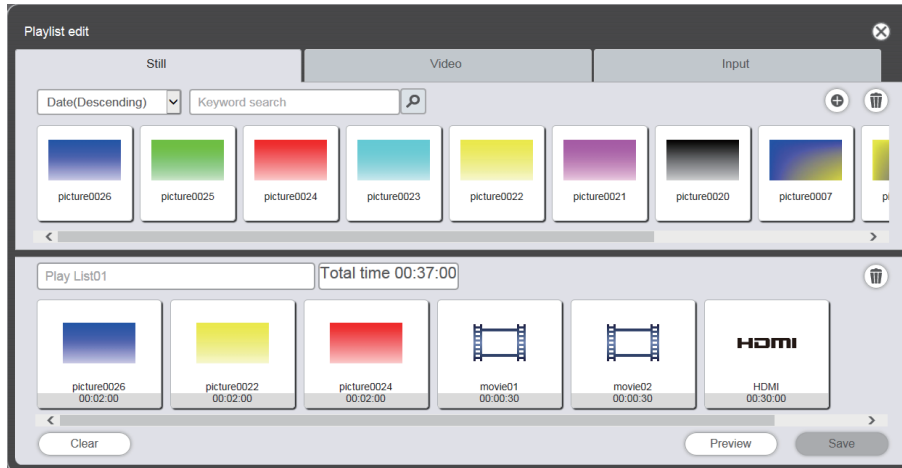 Playlist edit
Still Video Input
Date(Descending) Keyword search
picture0026 picture0025 picture0024 picture0023 picture0022 picture0021 picture0020 picture0007
Play List01 Total time 00:37:00
HDMI
picture0026 picture0022 picture0024 movie01 movie02 HDMI
00:02:00 00:02:00 00:02:00 00:00:30 00:00:30 00:30:00
Clear Preview Save